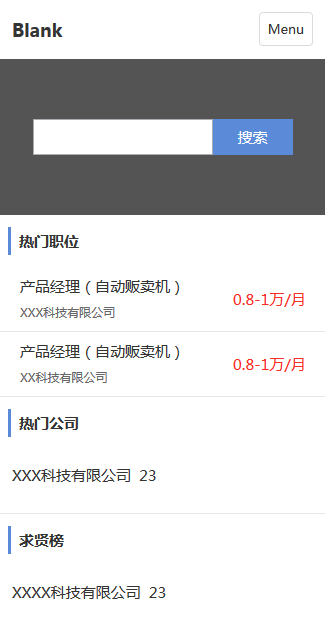 Blank
Menu
搜索
热门职位
产品经理（自动贩卖机）
0.8-1万/月
XXX科技有限公司
产品经理（自动贩卖机）
0.8-1万/月
XX科技有限公司
热门公司
XXX科技有限公司 23
求贤榜
XXXX科技有限公司 23